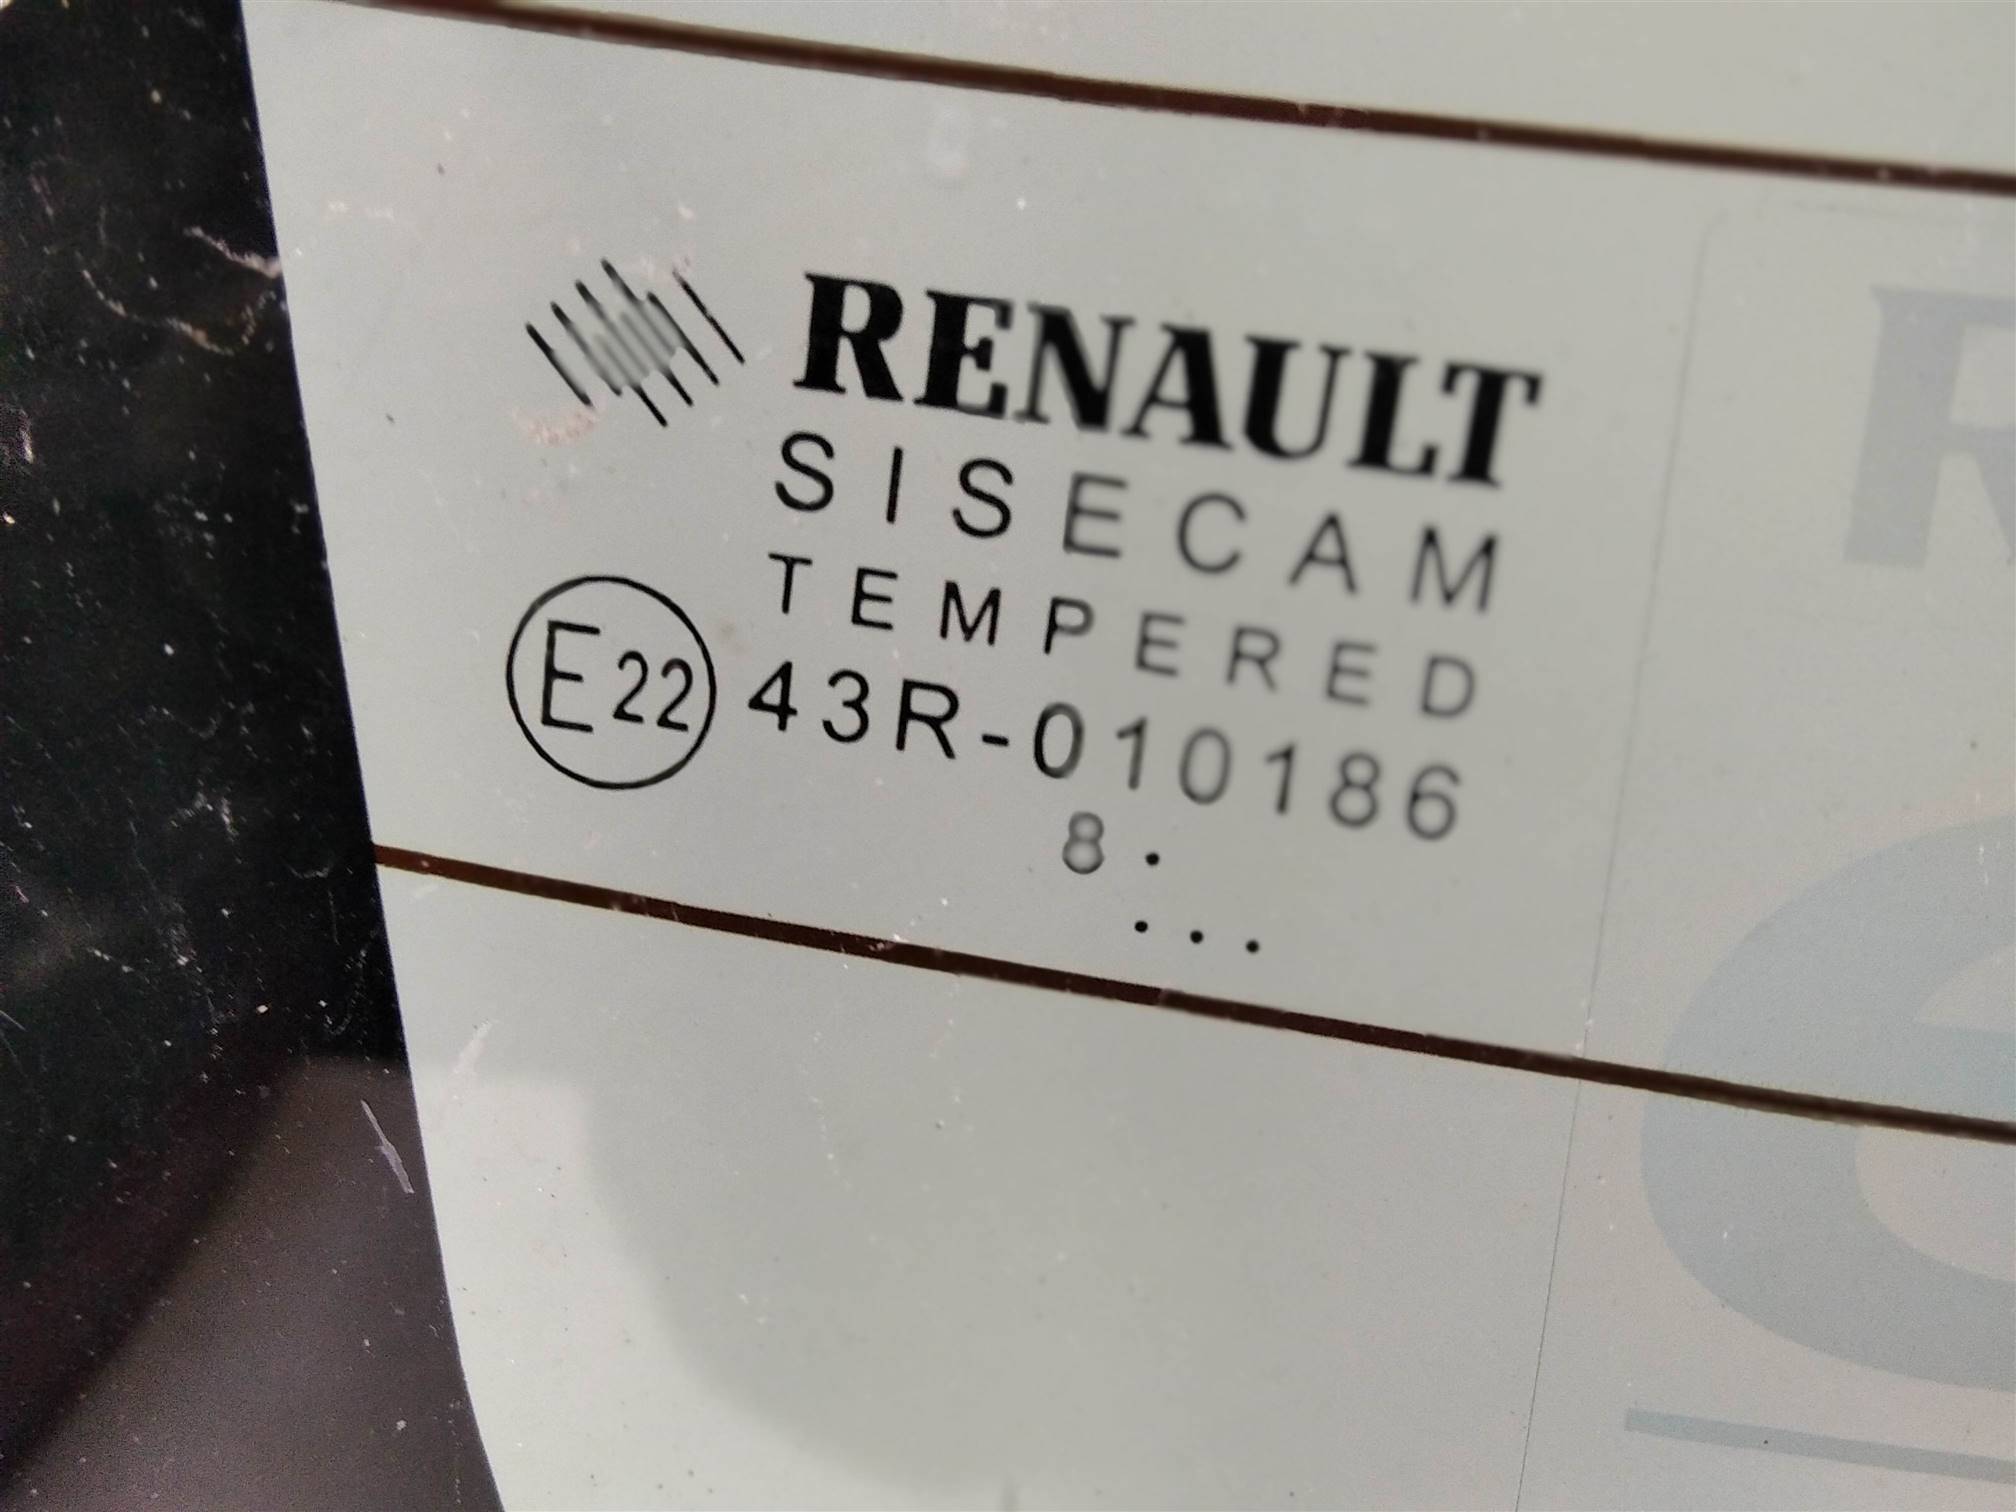 RENAULT
SISECAM
TEMPERED
E22 43R-010186
8 .
...